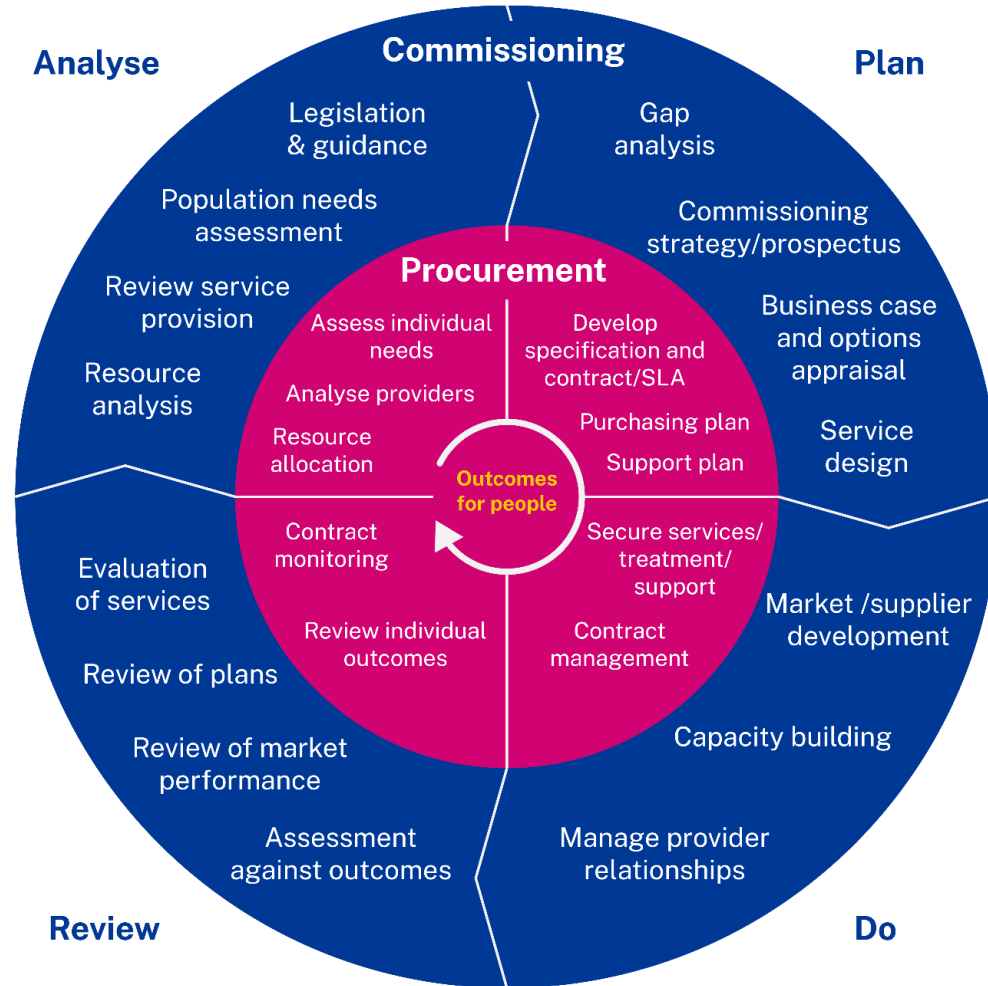 Analyse
Commissioning
Plan
Legislation
& guidance
Population needs
assessment
Review service
provision
Resource
analysis
Gap
analysis
Commissioning
strategy/prospectus
Business case
and options
appraisal
Service
design
Procurement
Assess individual
needs
Analyse providers
Resource
allocation
Develop
specification and
contract/SLA
Purchasing plan
Support plan
Outcomes
for people
Contract
monitoring
Review individual
outcomes
Secure services/
treatment/
support
Contract
management
Evaluation
of services
Review of plans
Review of market
performance
Assessment
against outcomes
Market /supplier
development
Capacity building
Manage provider
relationships
Review
Do